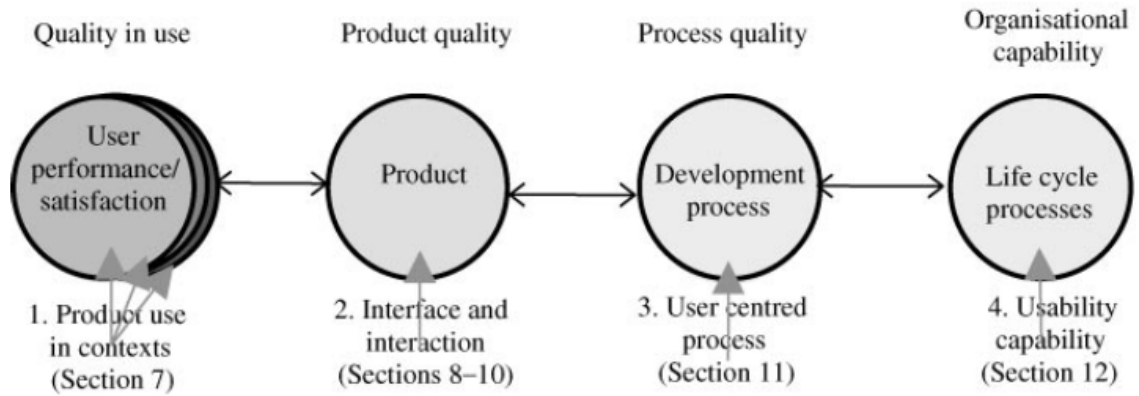 Quality in use
Product quality
Process quality
Organisational
capability
User
performance/
satisfaction
Product
Development
process
Life cycle
processes
1. Product use
in contexts
(Section 7)
2. Interface and
interaction
(Sections 8–10)
3. User centred
process
(Section 11)
4. Usability
capability
(Section 12)